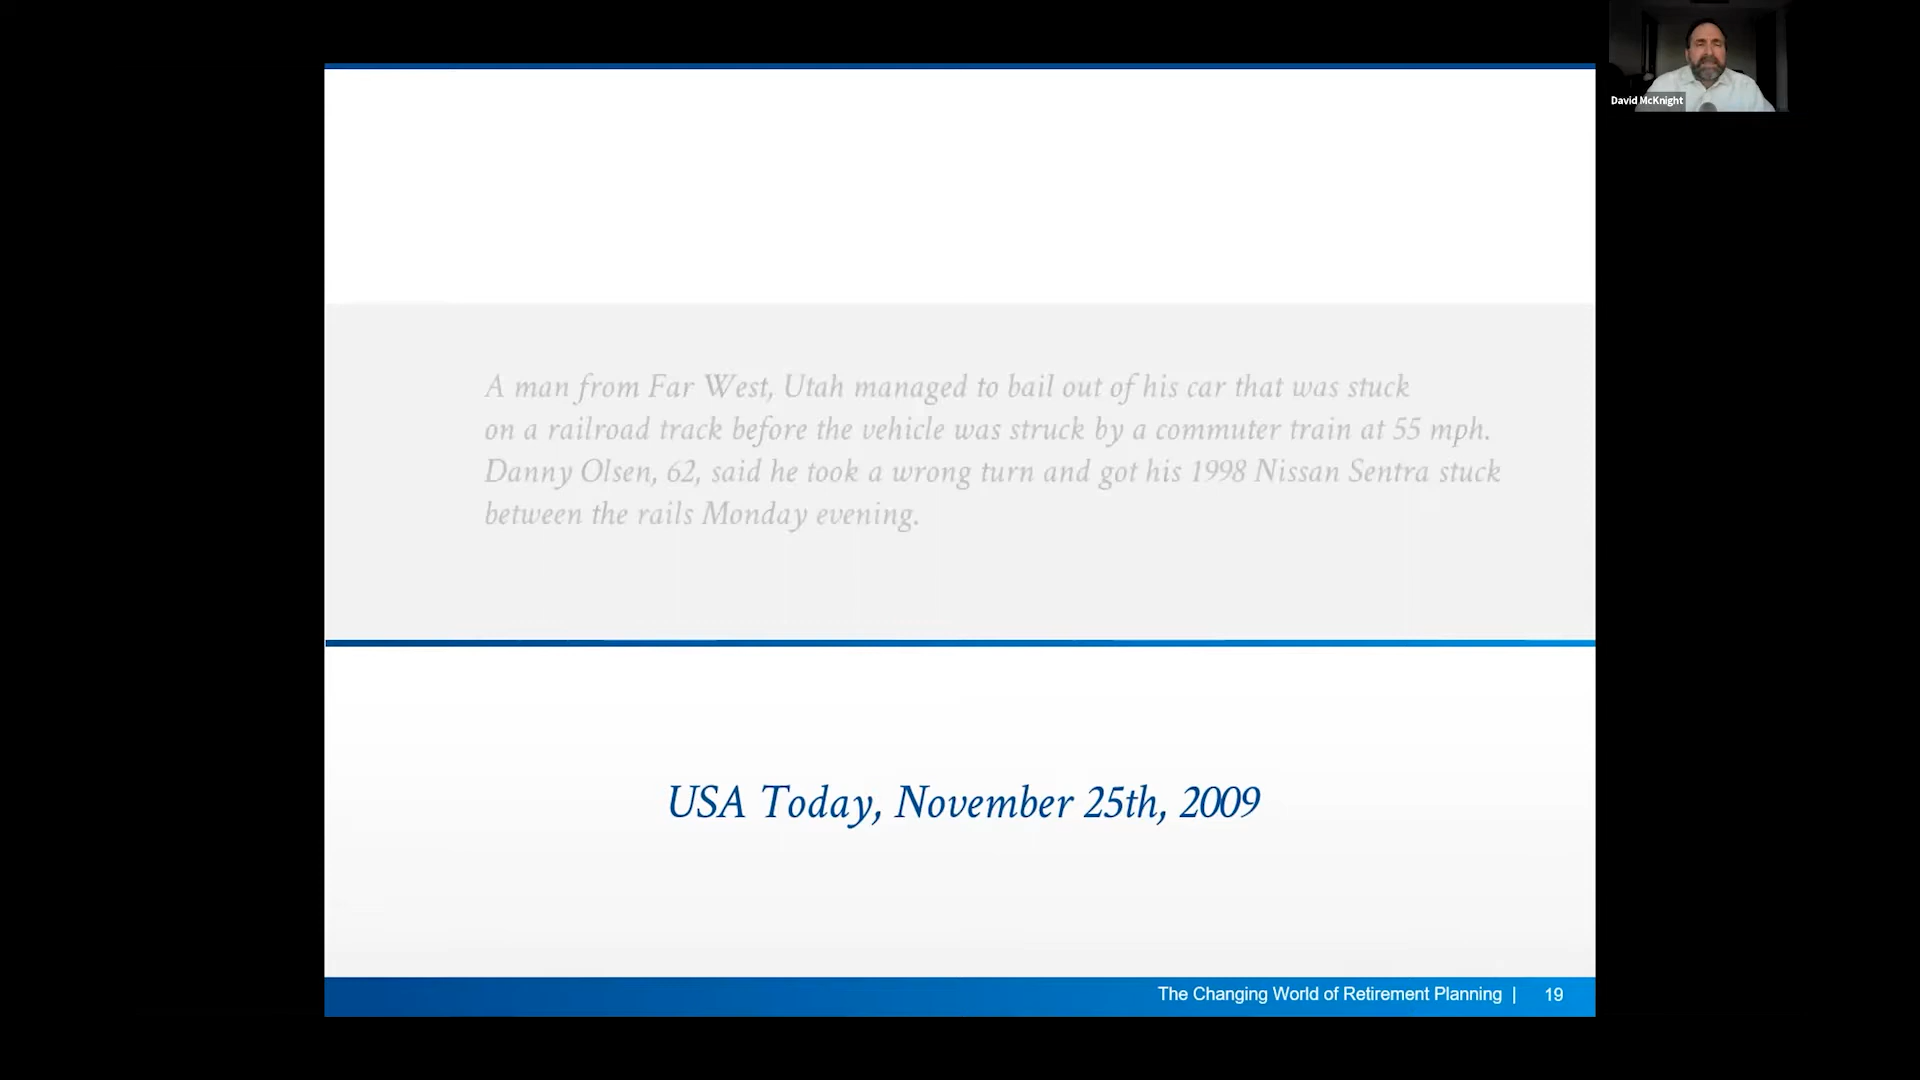 David McKnight
A man from Far West, Utah managed to bail out of his car that was stuck
on a railroad track before the vehicle was struck by a commuter train at 55 mph.
Danny Olsen, 62, said he took a wrong turn and got his 1998 Nissan Sentra stuck
between the rails Monday evening.
USA Today, November 25th, 2009
The Changing World of Retirement Planning | 19